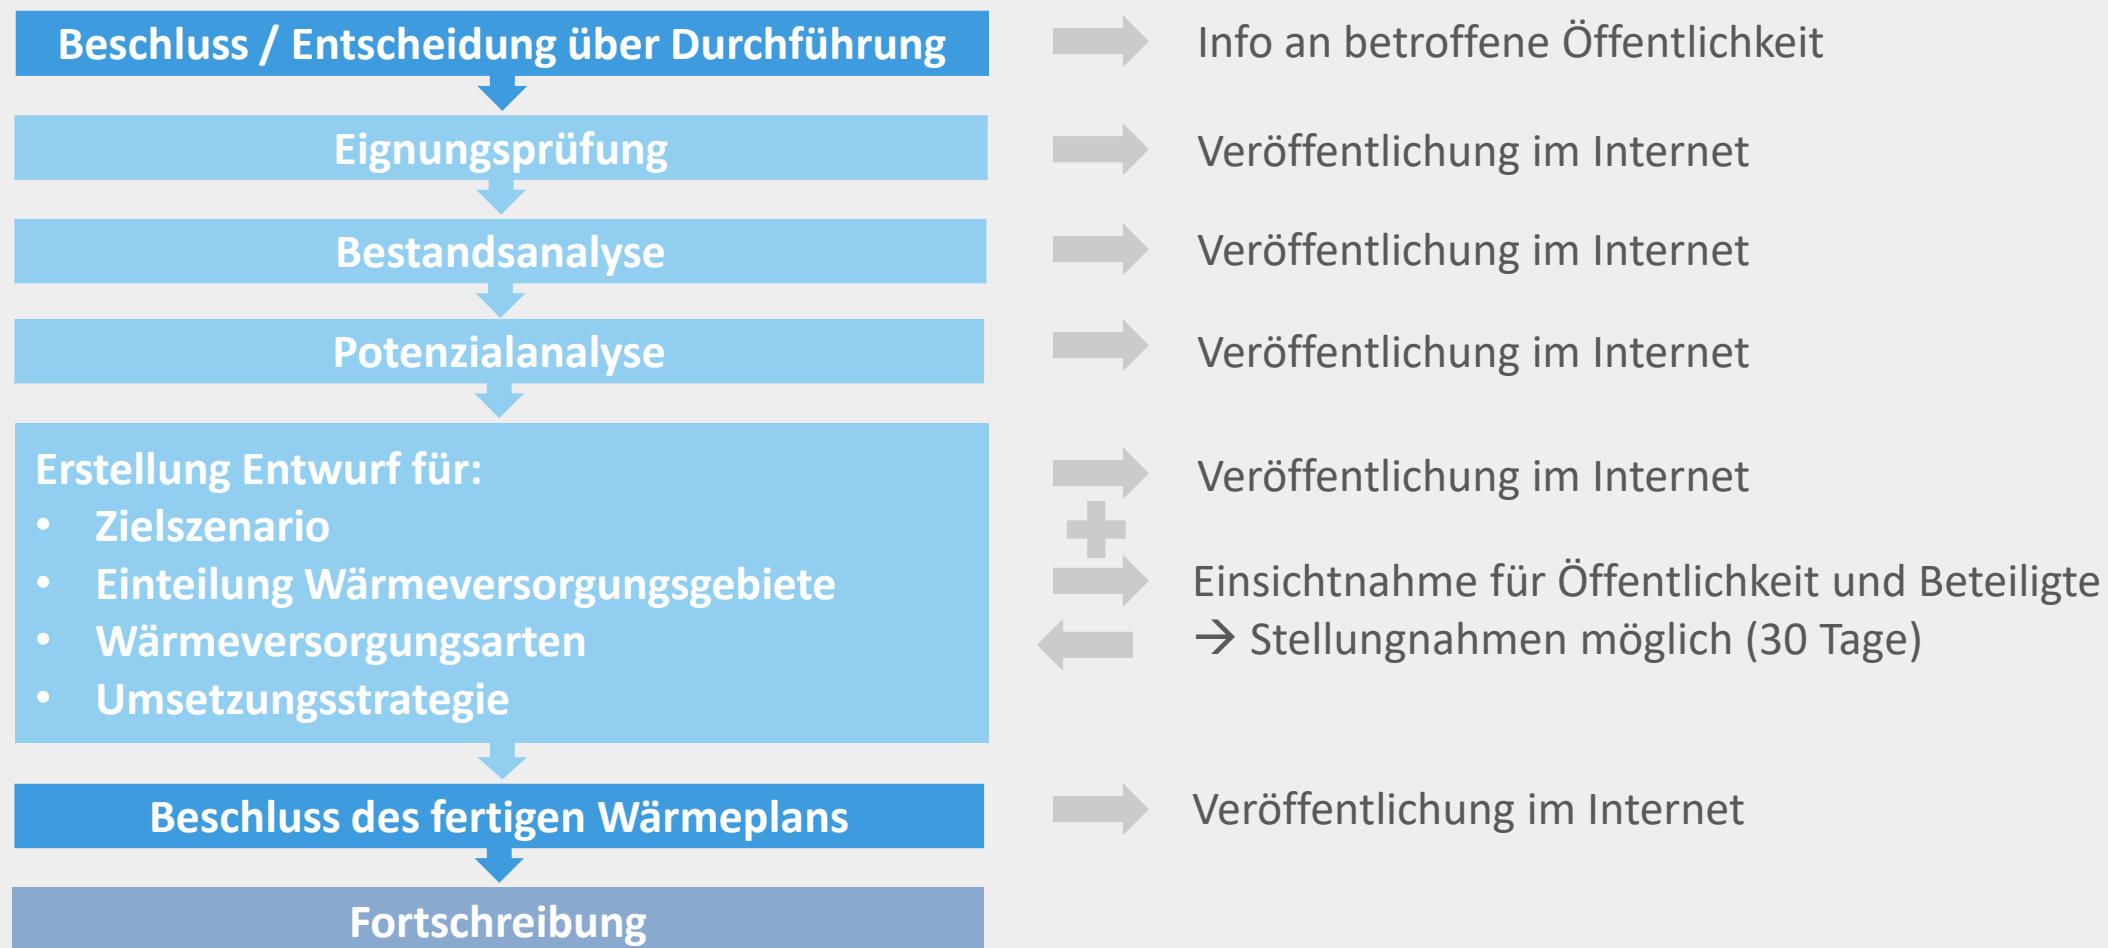 Beschluss / Entscheidung über Durchführung
Info an betroffene Öffentlichkeit
Eignungsprüfung
Veröffentlichung im Internet
Bestandsanalyse
Veröffentlichung im Internet
Potenzialanalyse
Veröffentlichung im Internet
Erstellung Entwurf für:
• Zielszenario
• Einteilung Wärmeversorgungsgebiete
• Wärmeversorgungsarten
• Umsetzungsstrategie
Veröffentlichung im Internet
Einsichtnahme für Öffentlichkeit und Beteiligte
→ Stellungnahmen möglich (30 Tage)
Beschluss des fertigen Wärmeplans
Veröffentlichung im Internet
Fortschreibung